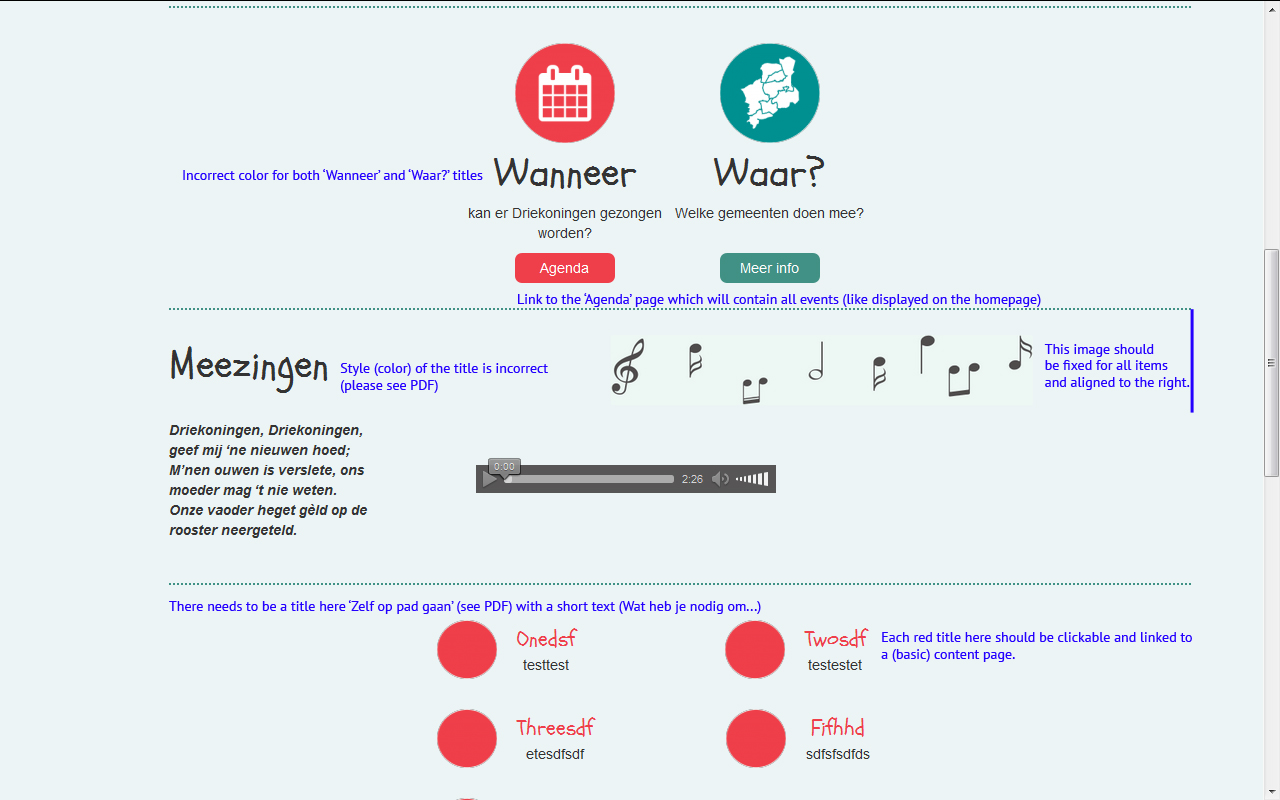 Incorrect color for both ‘Wanneer’ and ‘Waar?’ titles
Wanneer
Waar?
kan er Driekoningen gezongen
worden?
Welke gemeenten doen mee?
Agenda
Meer info
Link to the ‘Agenda’ page which will contain all events (like displayed on the homepage)
Meezingen
Style (color) of the title is incorrect
(please see PDF)
This image should
be fixed for all items
and aligned to the right.
Driekoningen, Driekoningen,
geef mij ‘ne nieuwen hoed;
M’nen ouwen is verslete, ons
moeder mag ‘t nie weten.
Onze vaoder heget gèld op de
rooster neergeteld.
0:00
2:26
There needs to be a title here ‘Zelf op pad gaan’ (see PDF) with a short text (Wat heb je nodig om...)
Onedsf
testtest
Twosdf
testestet
Each red title here should be clickable and linked to
a (basic) content page.
Threesdf
etesdfsdf
Fifhhd
sdfsfsdfds